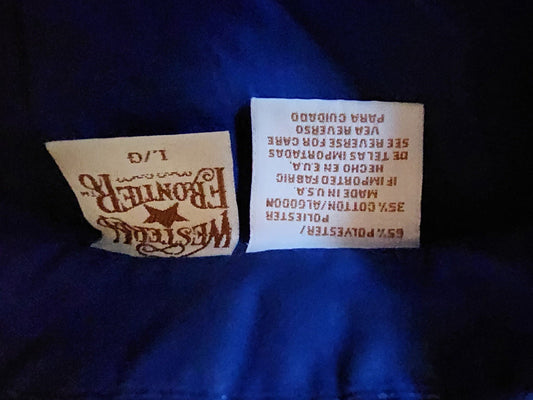 WESTERN
FRONTIER
L/G
65% POLYESTER/
POLIESTER
35% COTTON/ALGODON
MADE IN U.S.A.
IF IMPORTED FABRIC
HECHO EN E.U.A.
DE TELAS IMPORTADAS
SEE REVERSE FOR CARE
VEA REVERSO
PARA CUIDADO